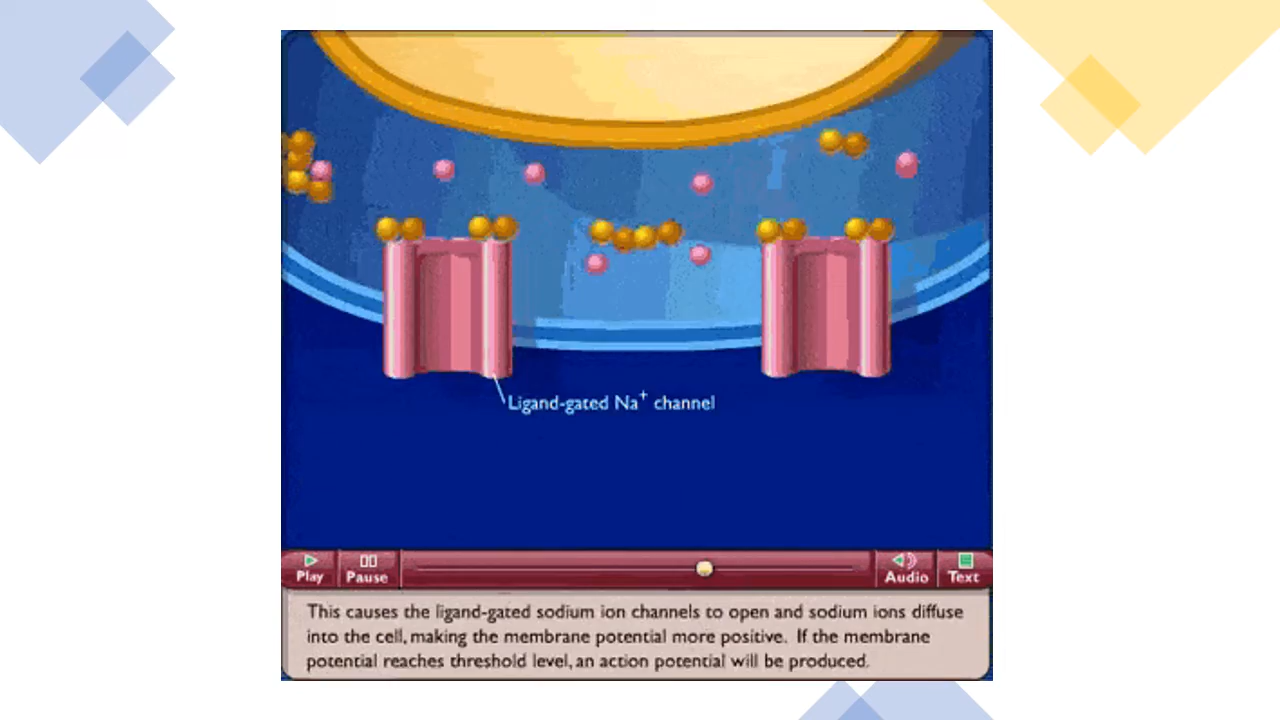 Ligand-gated Na⁺ channel
Play
Pause
Audio
Text
This causes the ligand-gated sodium ion channels to open and sodium ions diffuse
into the cell, making the membrane potential more positive. If the membrane
potential reaches threshold level, an action potential will be produced.